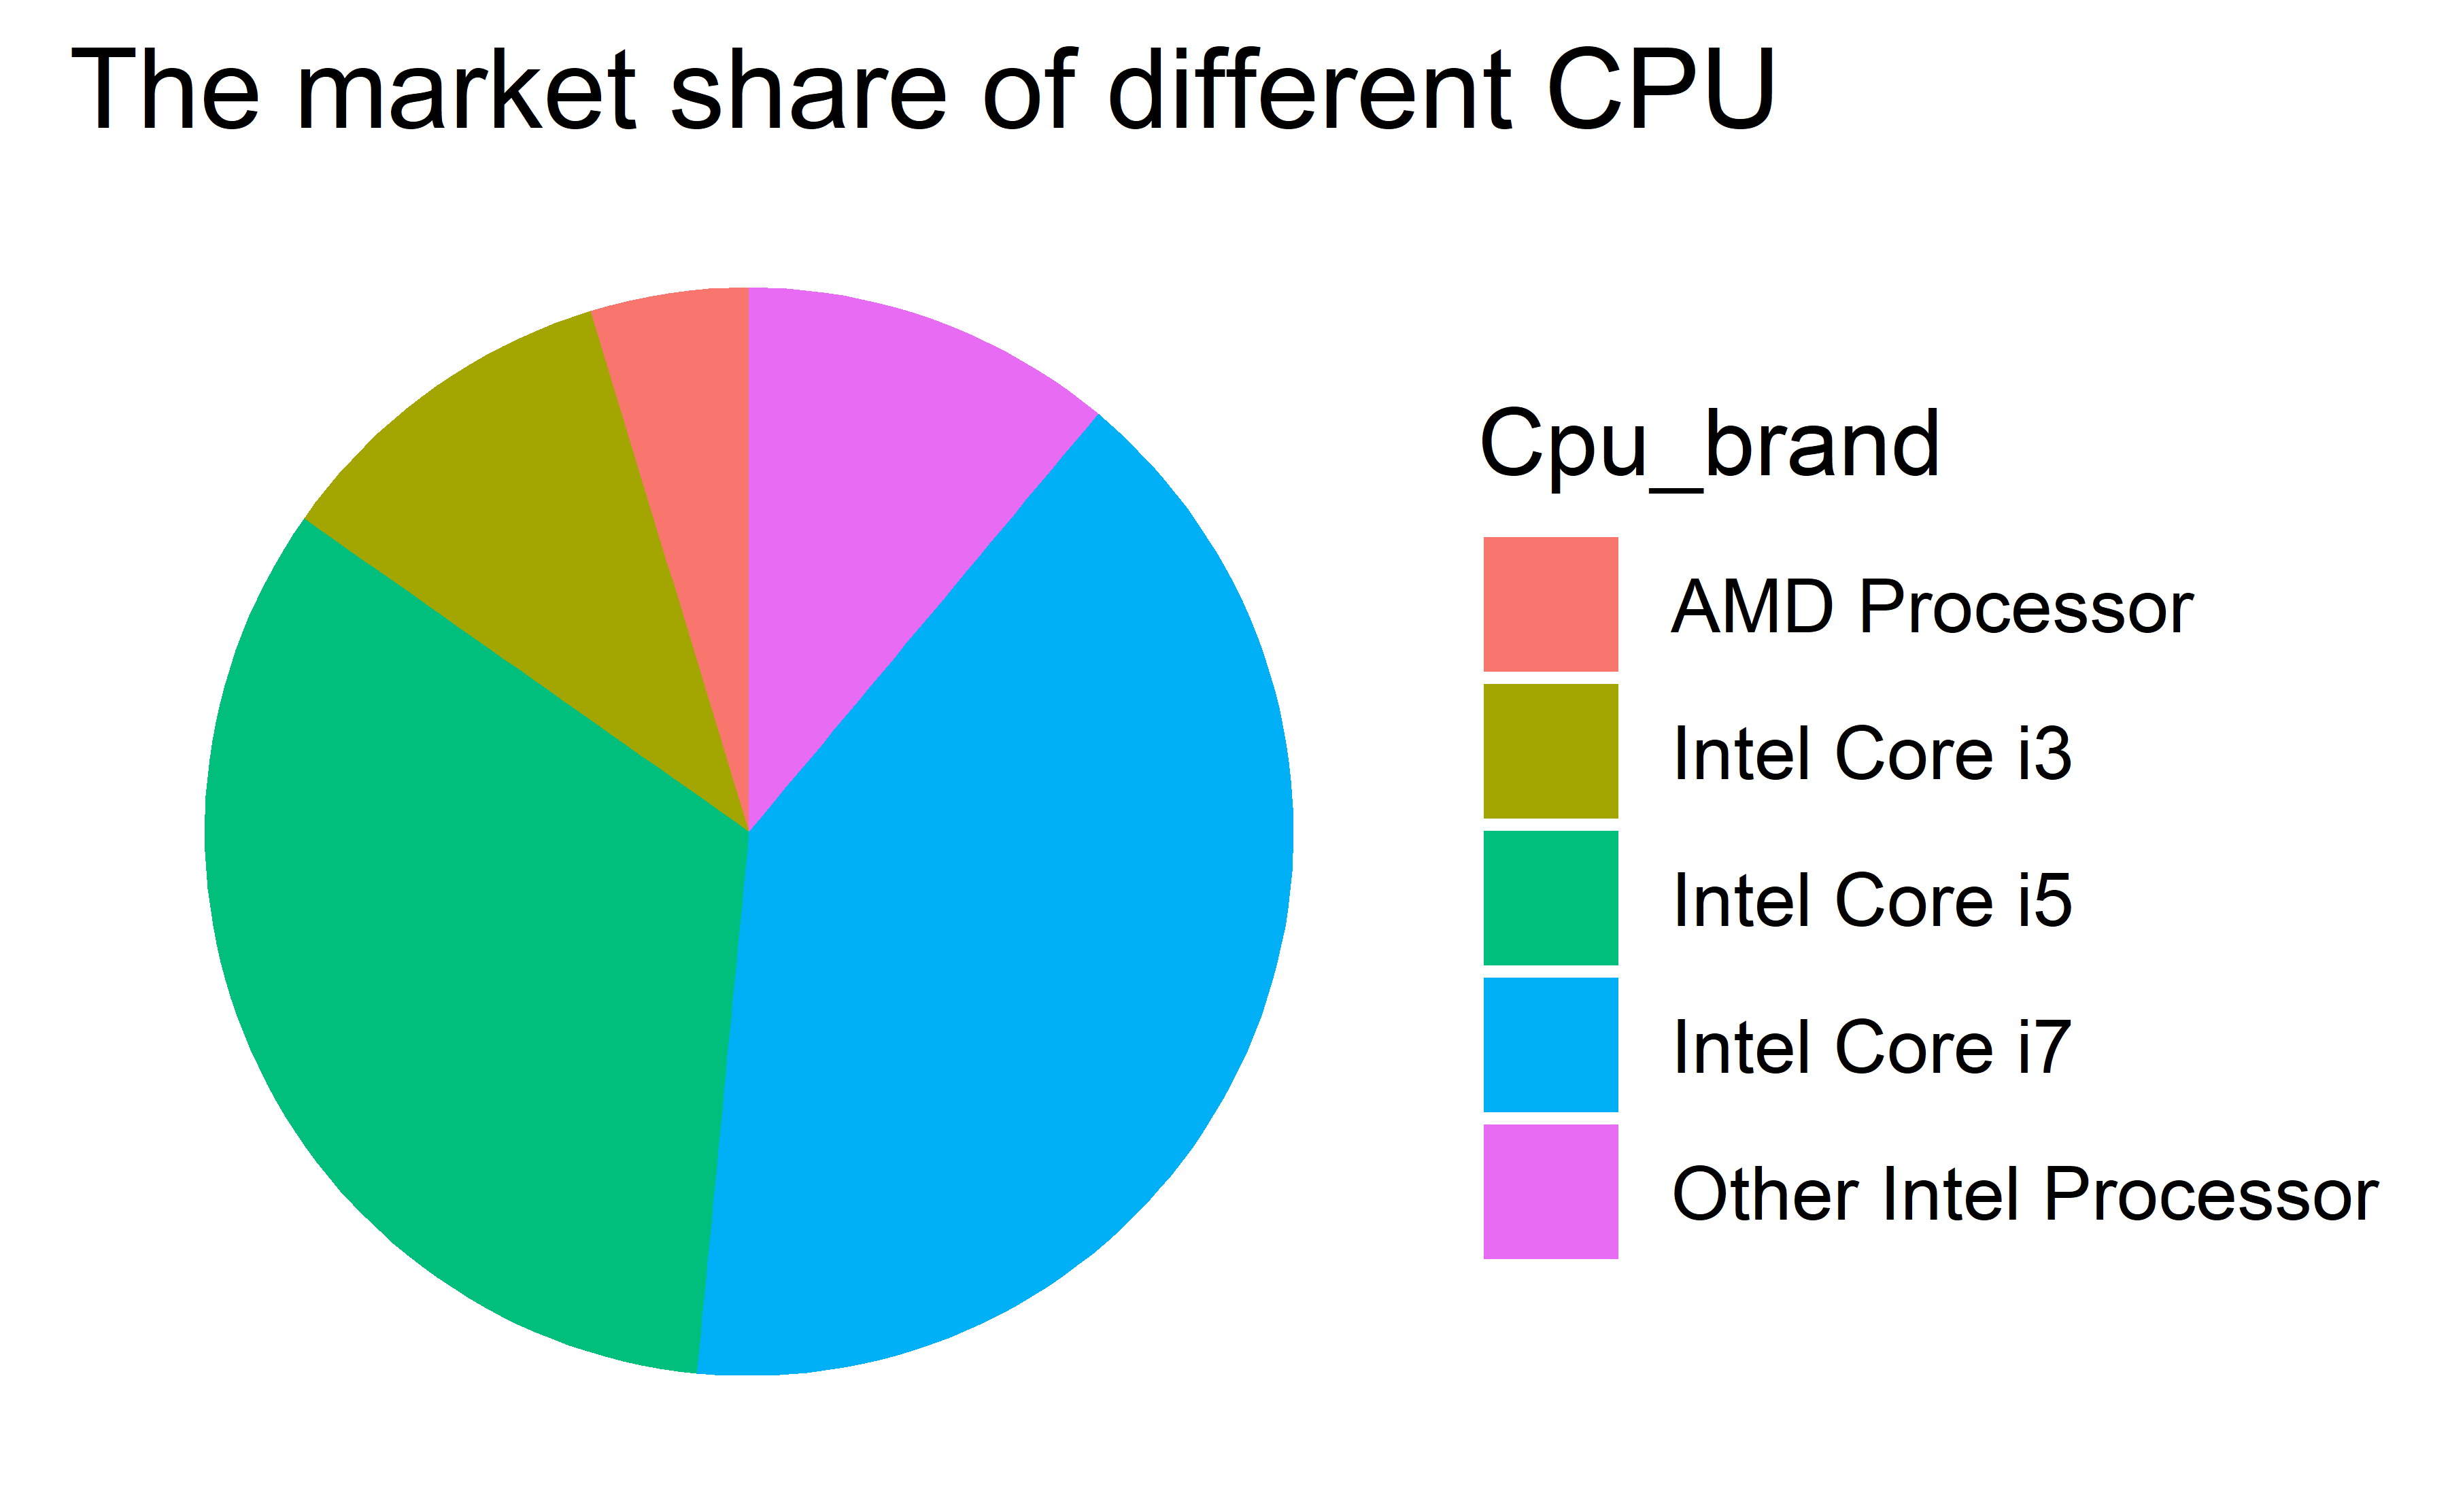 The market share of different CPU
Cpu_brand
AMD Processor
Intel Core i3
Intel Core i5
Intel Core i7
Other Intel Processor